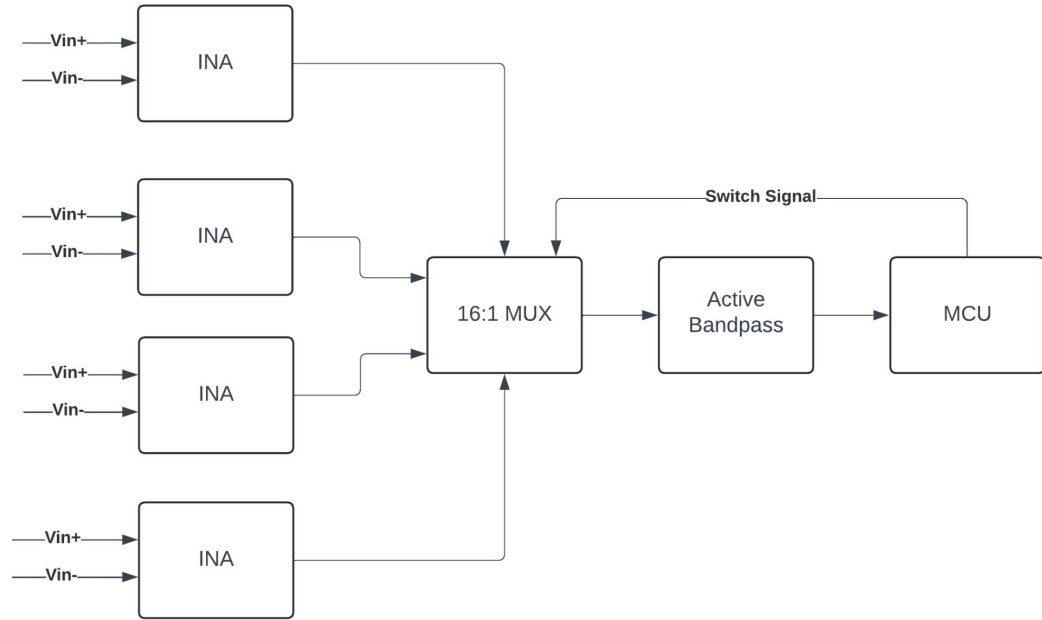 Vin+
INA
Vin-
Vin+
INA
Vin-
Switch Signal
16:1 MUX
Active
Bandpass
MCU
Vin+
INA
Vin-
Vin+
INA
Vin-